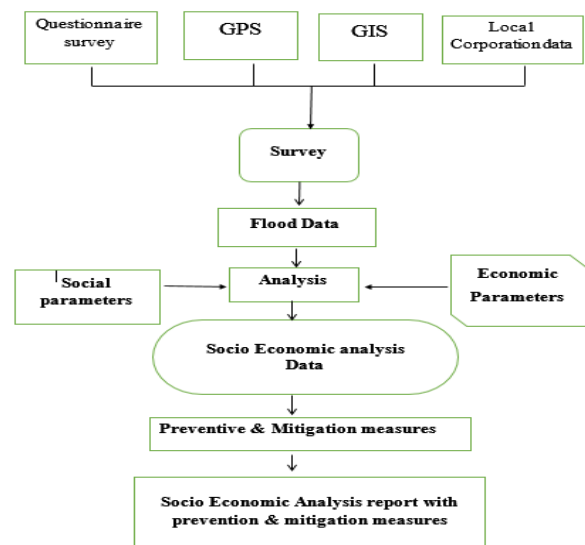 Questionnaire
survey
GPS
GIS
Local
Corporation data
Survey
Flood Data
Analysis
Social
parameters
Economic
Parameters
Socio Economic analysis
Data
Preventive & Mitigation measures
Socio Economic Analysis report with
prevention & mitigation measures